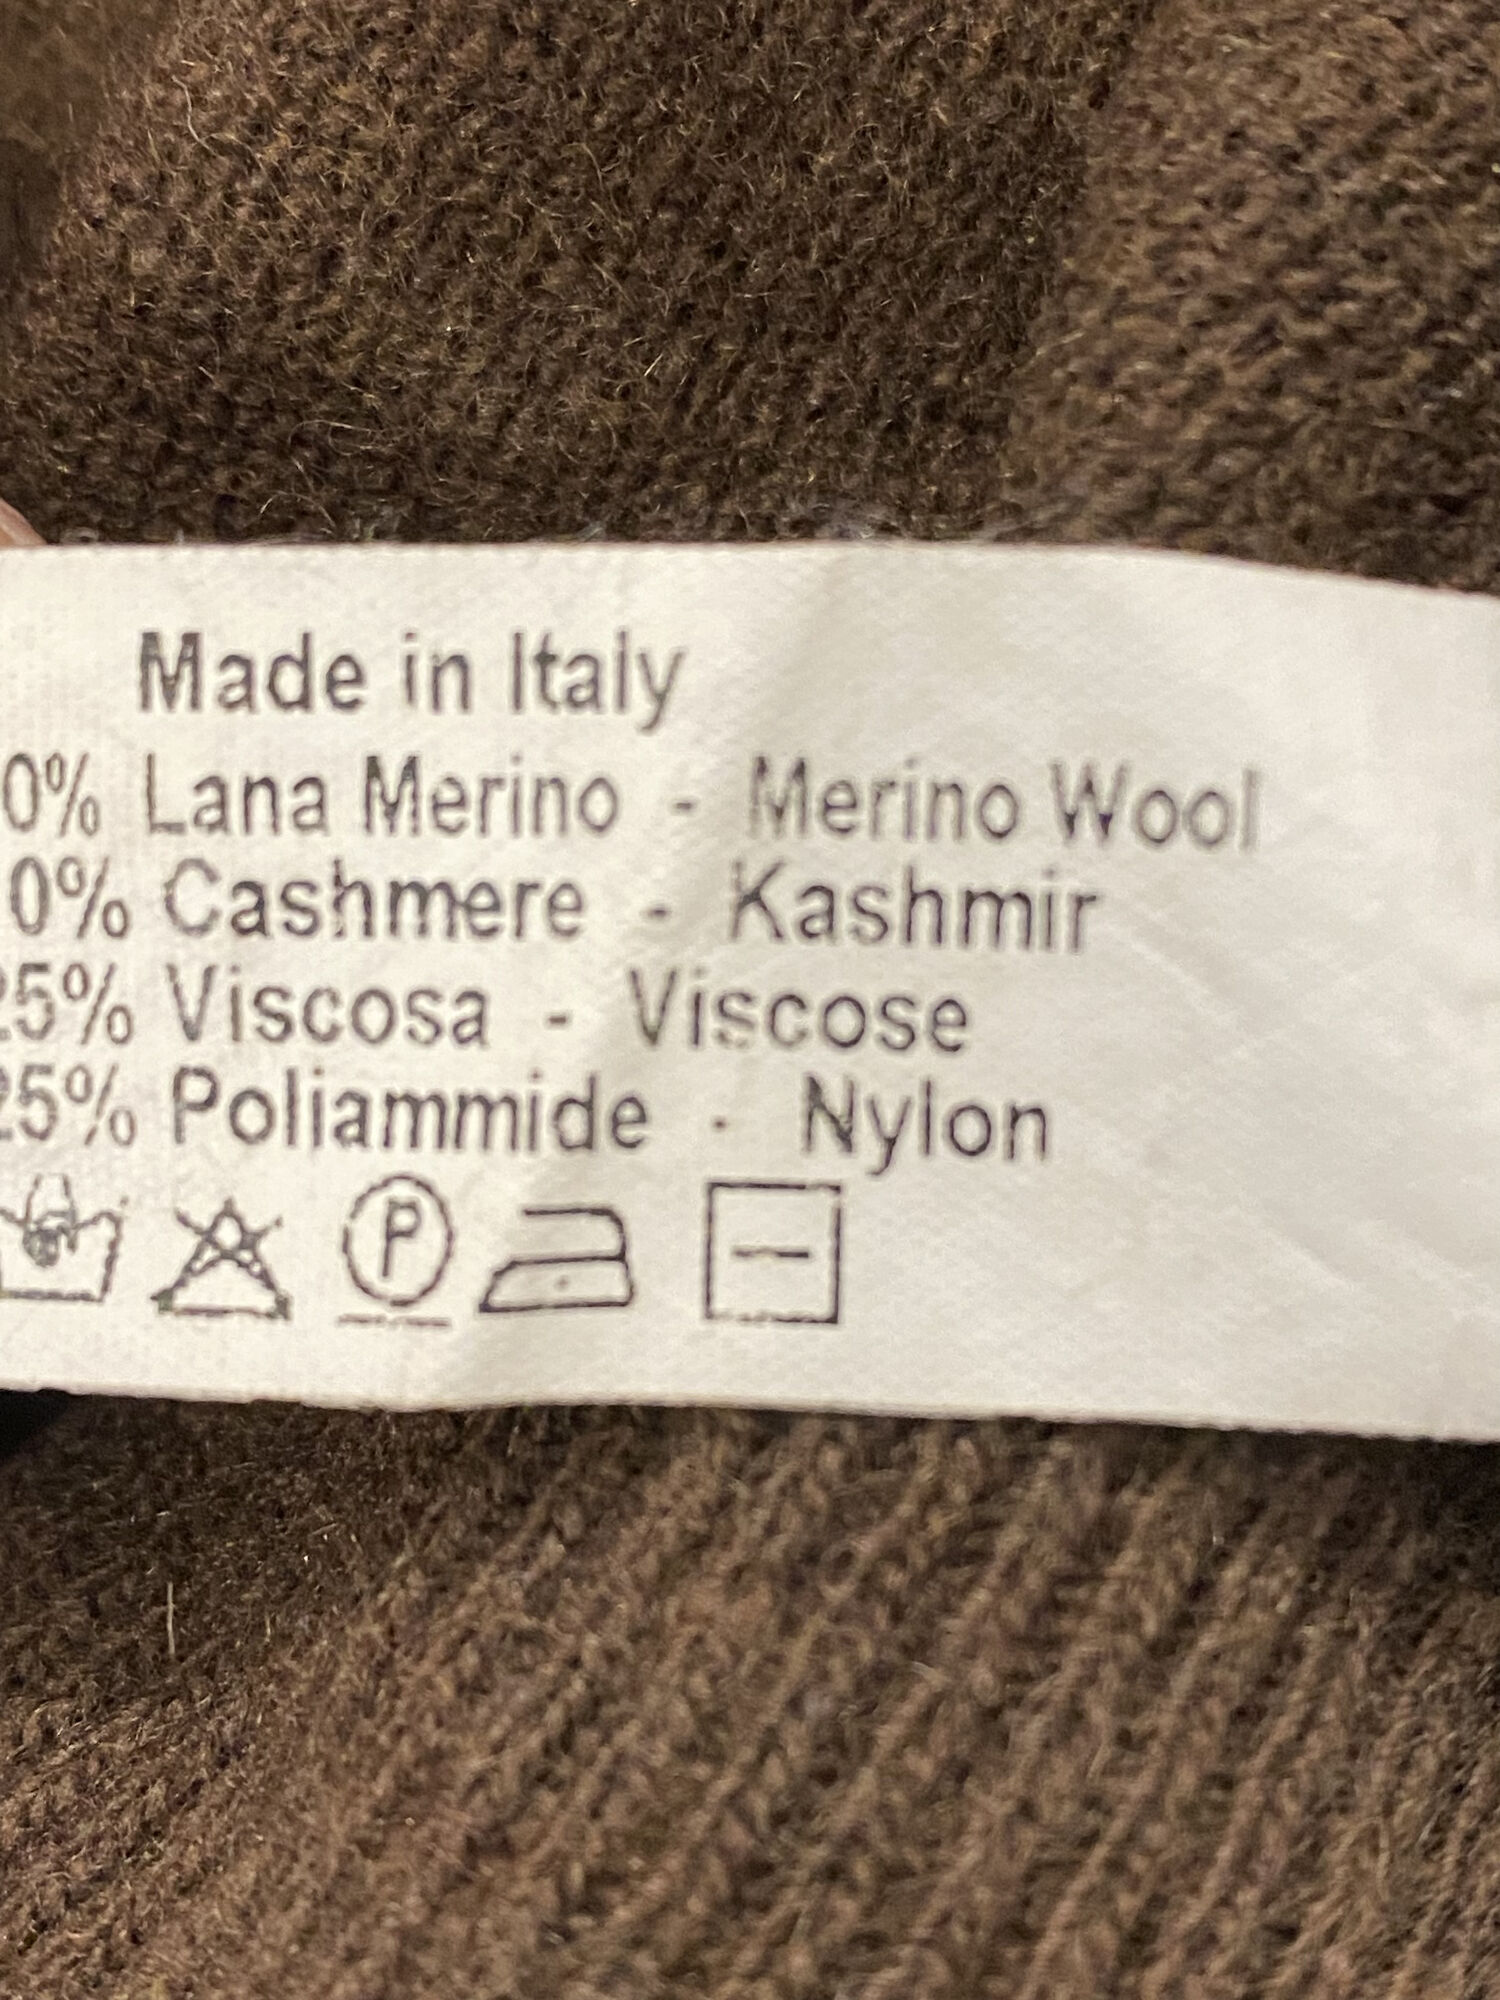 Made in Italy
0% Lana Merino - Merino Wool
0% Cashmere - Kashmir
25% Viscosa - Viscose
25% Poliammide - Nylon
P